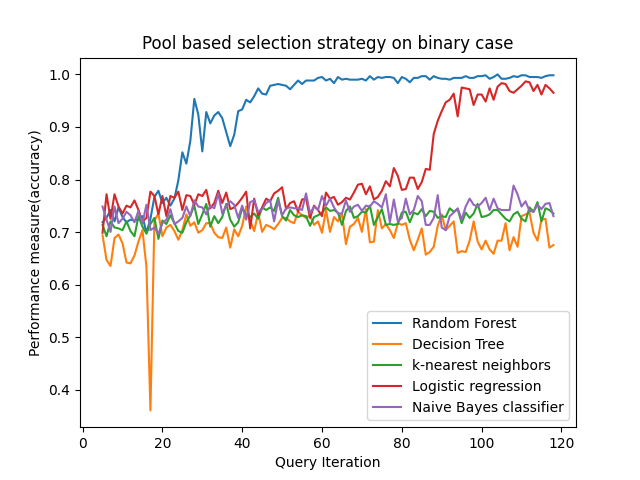 Pool based selection strategy on binary case
Performance measure(accuracy)
1.0
0.9
0.8
0.7
0.6
0.5
0.4
0 20 40 60 80 100 120
Query Iteration
Random Forest
Decision Tree
k-nearest neighbors
Logistic regression
Naive Bayes classifier